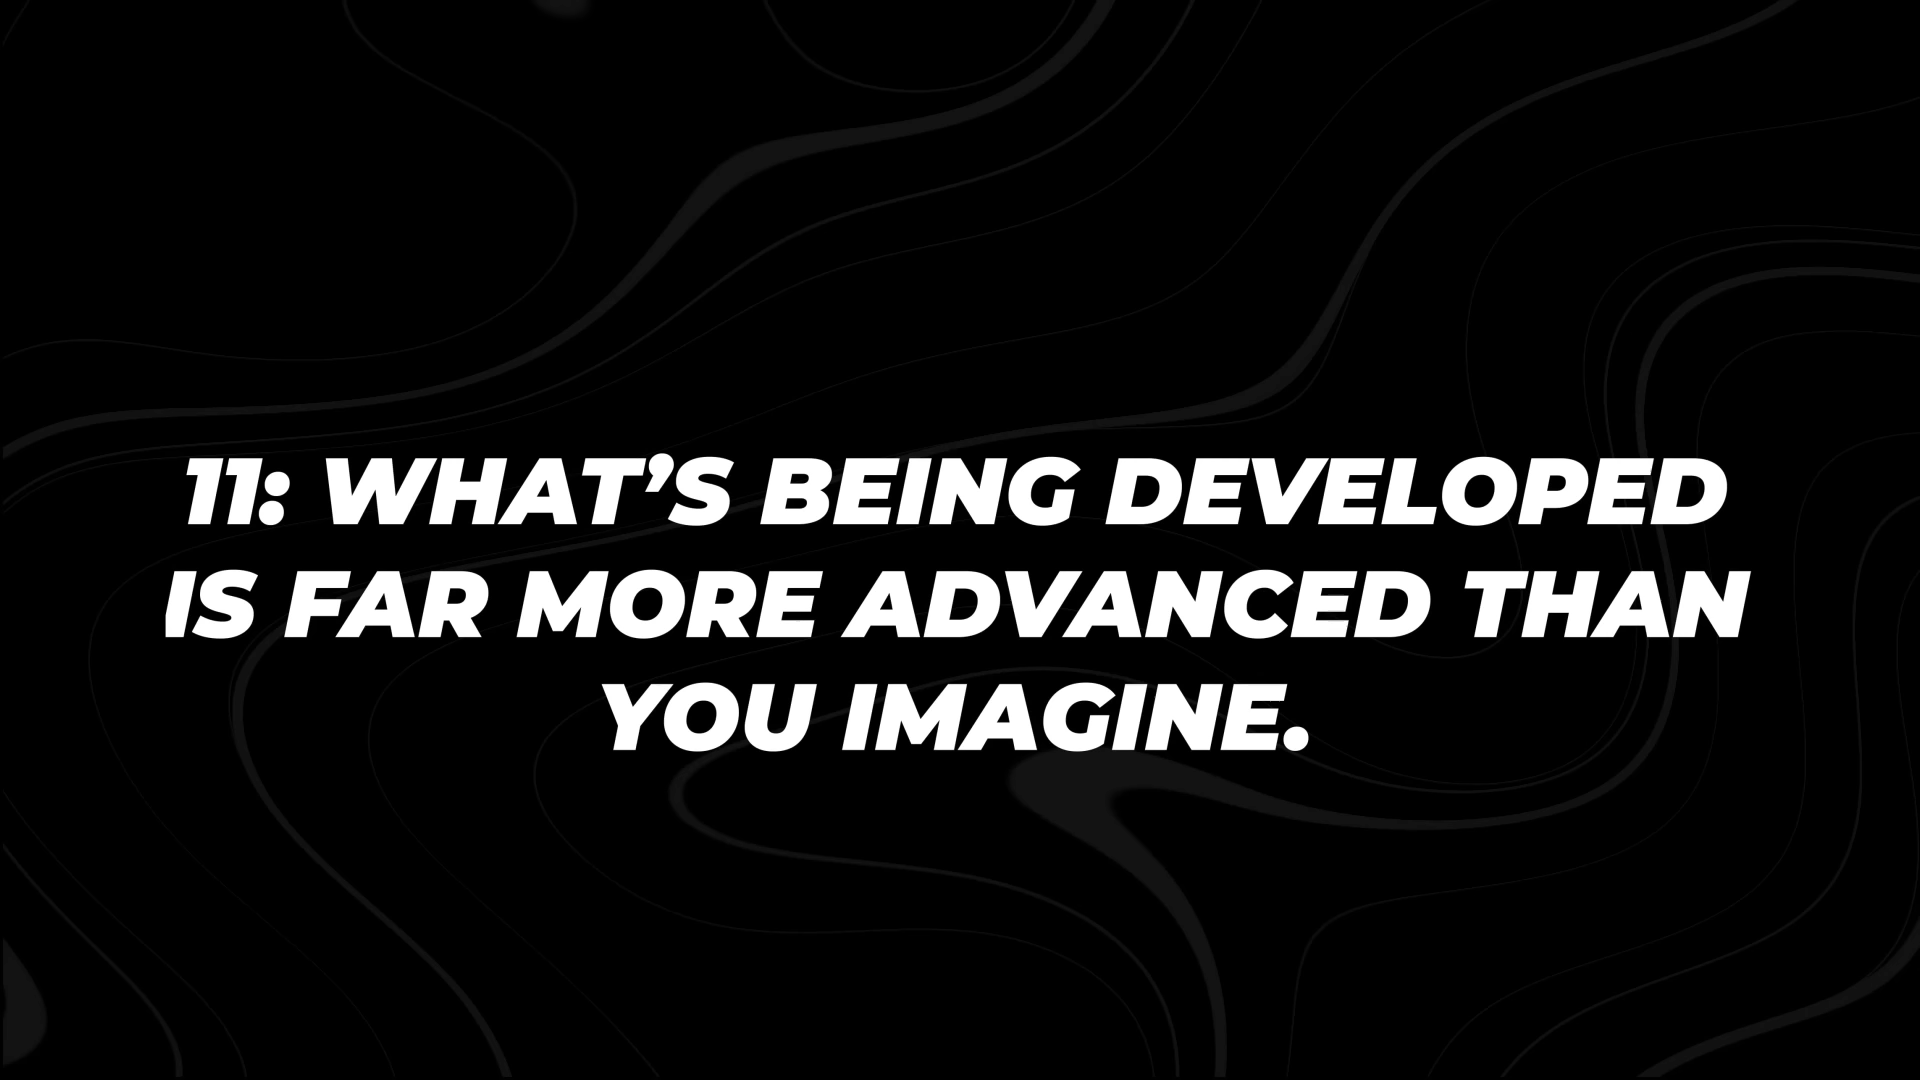 11: WHAT’S BEING DEVELOPED
IS FAR MORE ADVANCED THAN
YOU IMAGINE.